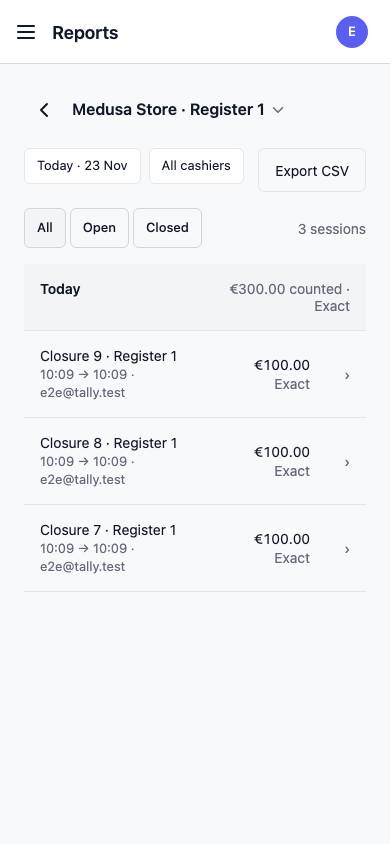 Reports
E
Medusa Store · Register 1
Today · 23 Nov
All cashiers
Export CSV
All
Open
Closed
3 sessions
Today
€300.00 counted ·
Exact
Closure 9 · Register 1
10:09 → 10:09 ·
e2e@tally.test
€100.00
Exact
Closure 8 · Register 1
10:09 → 10:09 ·
e2e@tally.test
€100.00
Exact
Closure 7 · Register 1
10:09 → 10:09 ·
e2e@tally.test
€100.00
Exact